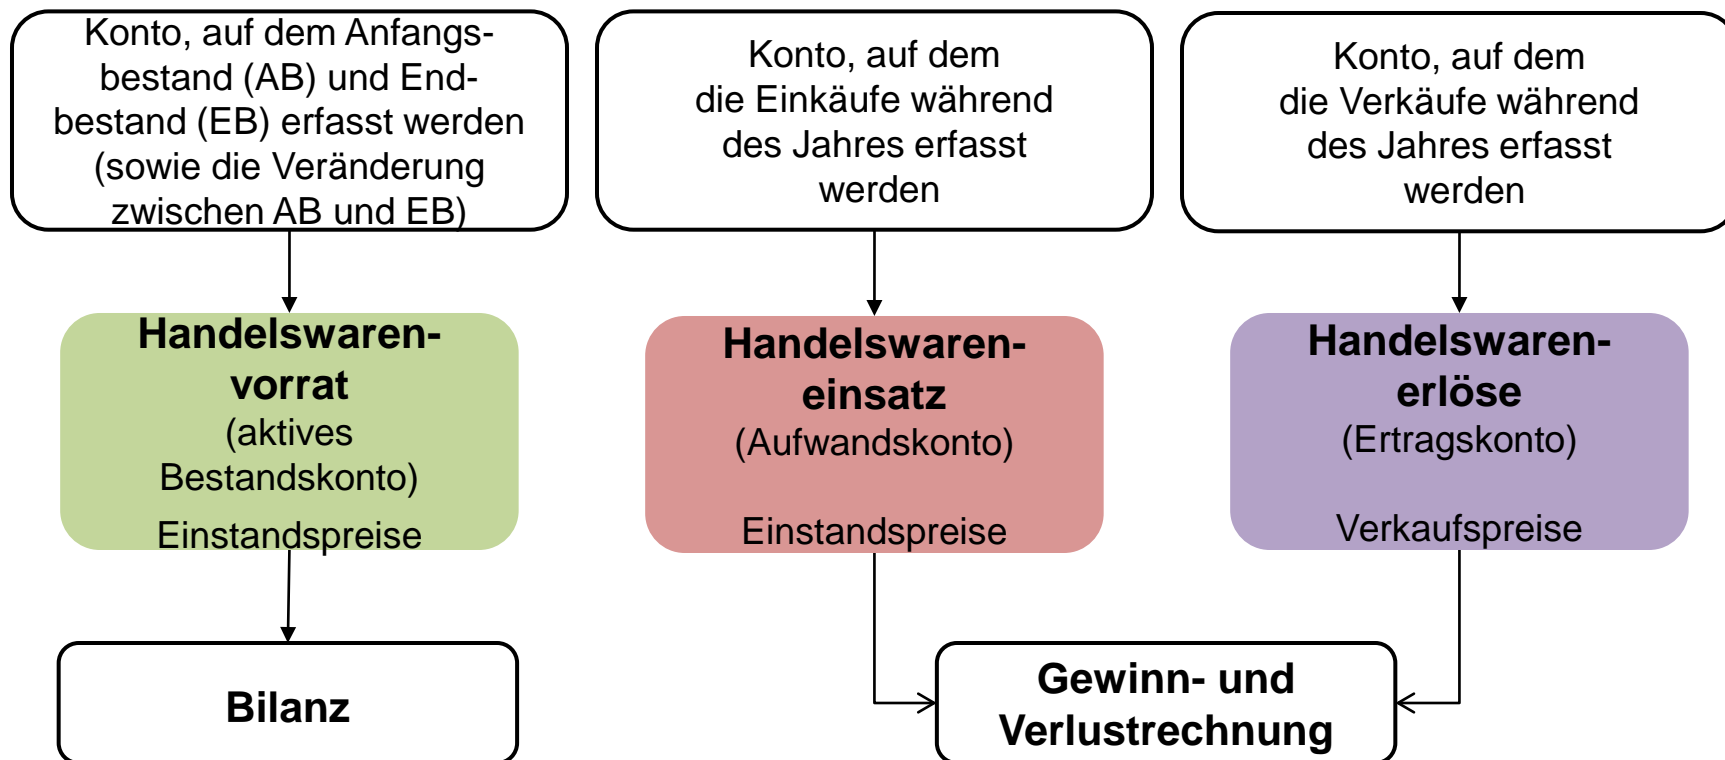 Konto, auf dem Anfangs-
bestand (AB) und End-
bestand (EB) erfasst werden
(sowie die Veränderung
zwischen AB und EB)
Konto, auf dem
die Einkäufe während
des Jahres erfasst
werden
Konto, auf dem
die Verkäufe während
des Jahres erfasst
werden
Handelswaren-
vorrat
(aktives
Bestandskonto)
Einstandspreise
Handelswaren-
einsatz
(Aufwandskonto)
Einstandspreise
Handelswaren-
erlöse
(Ertragskonto)
Verkaufspreise
Bilanz
Gewinn- und
Verlustrechnung